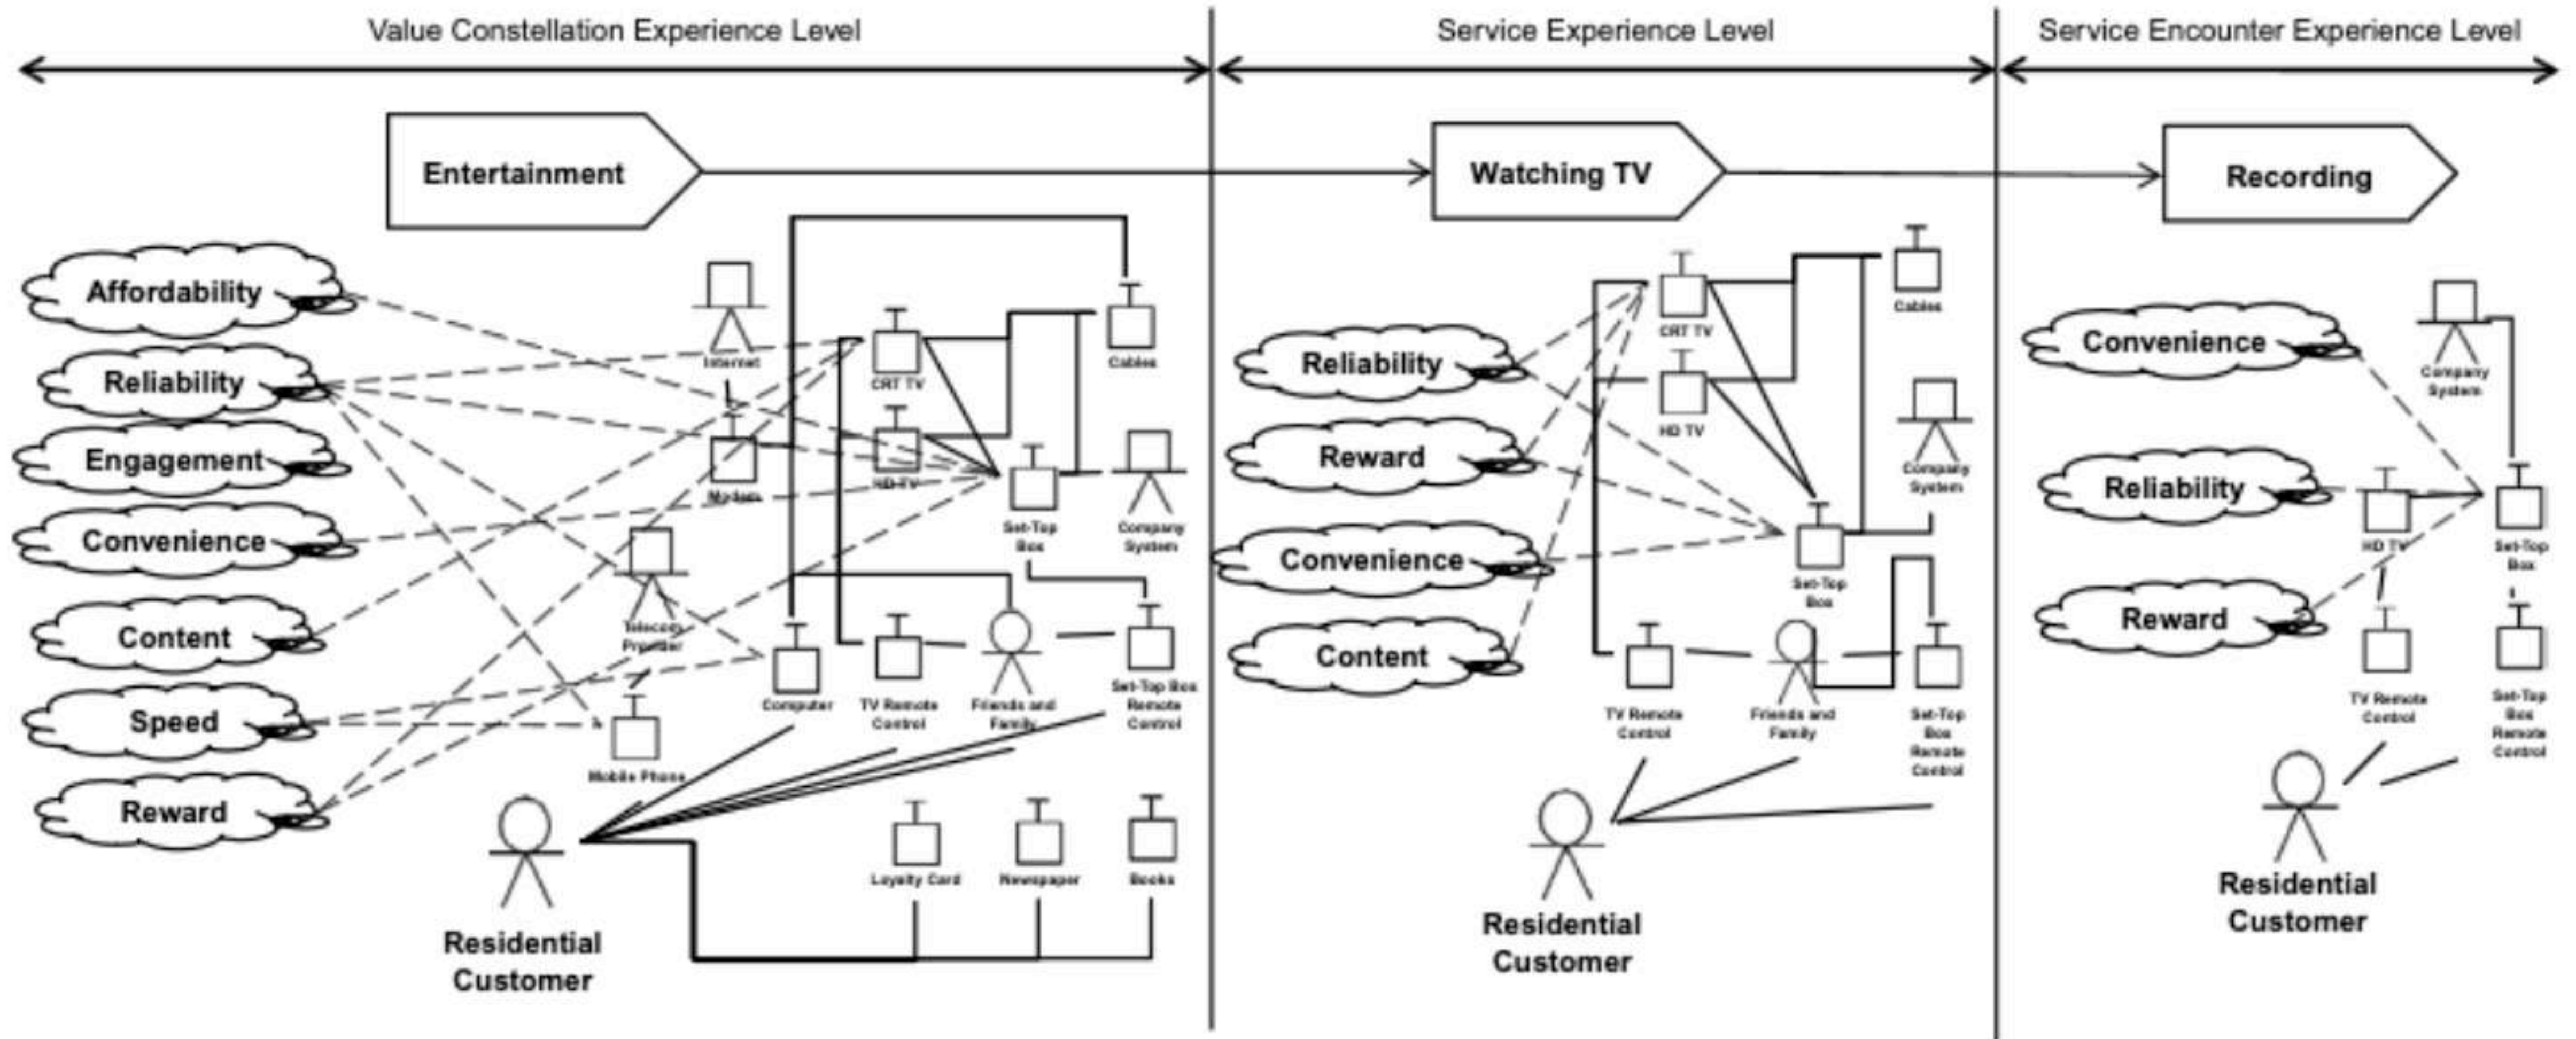 Value Constellation Experience Level
Service Experience Level
Service Encounter Experience Level
Entertainment
Watching TV
Recording
Affordability
Reliability
Engagement
Convenience
Content
Speed
Reward
Internet
Modem
Telecom
Provider
Mobile Phone
CRT TV
HD TV
Cables
Set-Top
Box
Company
System
Computer
TV Remote
Control
Friends and
Family
Set-Top Box
Remote
Control
Loyalty Card
Newspaper
Books
Residential
Customer
Reliability
Reward
Convenience
Content
CRT TV
HD TV
Cables
Company
System
Set-Top
Box
TV Remote
Control
Friends and
Family
Set-Top
Box
Remote
Control
Residential
Customer
Convenience
Reliability
Reward
Company
System
HD TV
Set-Top
Box
TV Remote
Control
Set-Top
Box
Remote
Control
Residential
Customer